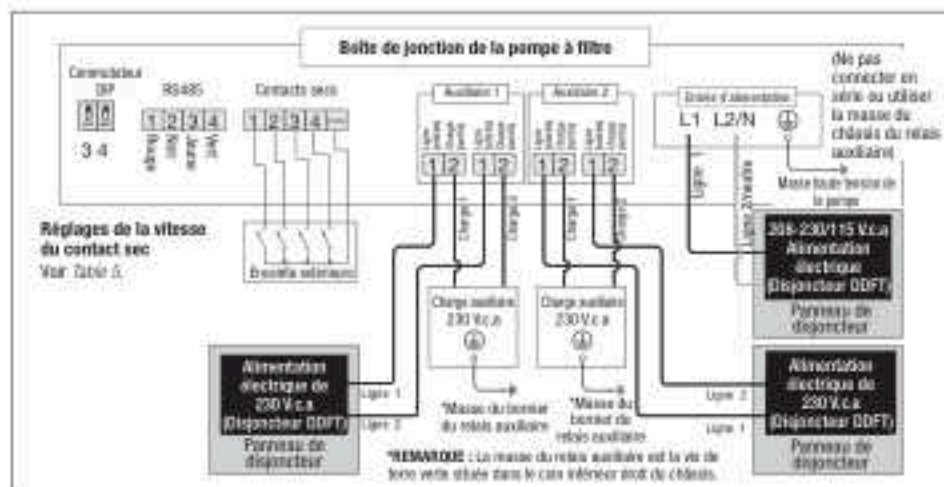 Boîte de jonction de la pompe à filtre
Commutateur
DIP
3 4
RS485
1 2 3 4
Rouge
Noir
Jaune
Vert
Contacts secs
1 2 3 4
Auxiliaire 1
1 2 1 2
Auxiliaire 2
1 2 1 2
Entrée d'alimentation
L1 L2/N
(Ne pas
connecter en
série ou utiliser
la masse du
châssis du relais
auxiliaire)
Masse haute tension de
la pompe
Ligne 1
Ligne 2/neutre
Charge 1
Charge 2
Charge 1
Charge 2
Réglages de la vitesse
du contact sec
Voir Table 5.
Entrées extérieures
208-230/115 V.c.a
Alimentation
électrique
(Disjoncteur DDFT)
Panneau de
disjoncteur
Charge auxiliaire
230 V.c.a
Charge auxiliaire
230 V.c.a
Alimentation
électrique de
230 V.c.a
(Disjoncteur DDFT)
Panneau de
disjoncteur
Ligne 1
Ligne 2
*Masse du bornier
du relais auxiliaire
*Masse du
bornier du
relais auxiliaire
Ligne 2
Ligne 1
Alimentation
électrique de
230 V.c.a
(Disjoncteur DDFT)
Panneau de
disjoncteur
*REMARQUE : La masse du relais auxiliaire est la vis de
terre verte située dans le coin inférieur droit du châssis.